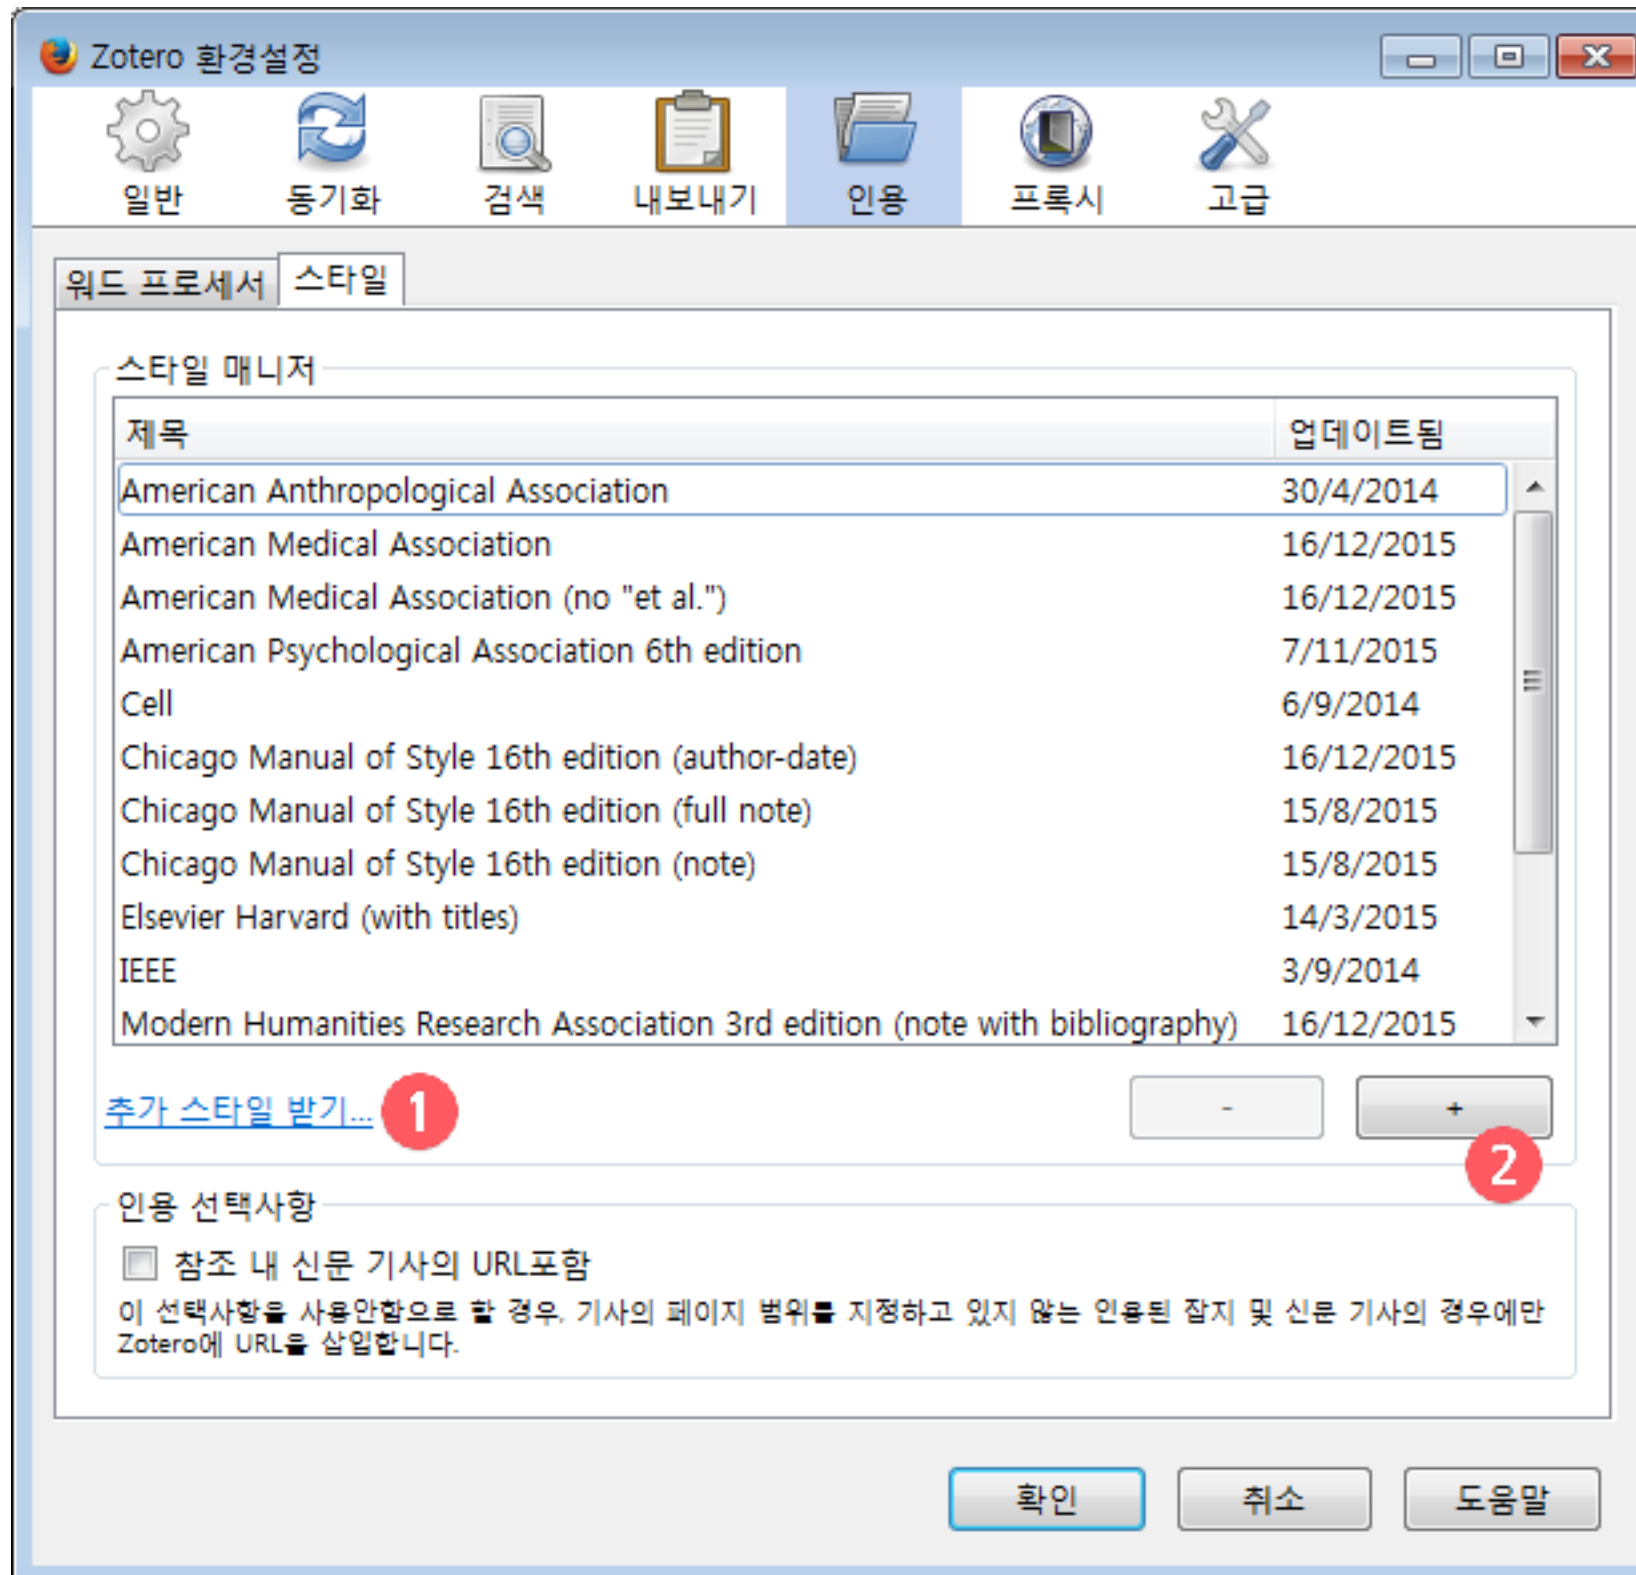 Zotero 환경설정
일반 동기화 검색 내보내기 인용 프록시 고급
워드 프로세서 스타일
스타일 매니저
제목 업데이트됨
American Anthropological Association 30/4/2014
American Medical Association 16/12/2015
American Medical Association (no "et al.") 16/12/2015
American Psychological Association 6th edition 7/11/2015
Cell 6/9/2014
Chicago Manual of Style 16th edition (author-date) 16/12/2015
Chicago Manual of Style 16th edition (full note) 15/8/2015
Chicago Manual of Style 16th edition (note) 15/8/2015
Elsevier Harvard (with titles) 14/3/2015
IEEE 3/9/2014
Modern Humanities Research Association 3rd edition (note with bibliography) 16/12/2015
추가 스타일 받기... 1 - +
2
인용 선택사항
참조 내 신문 기사의 URL포함
이 선택사항을 사용안함으로 할 경우, 기사의 페이지 범위를 지정하고 있지 않는 인용된 잡지 및 신문 기사의 경우에만
Zotero에 URL을 삽입합니다.
확인 취소 도움말